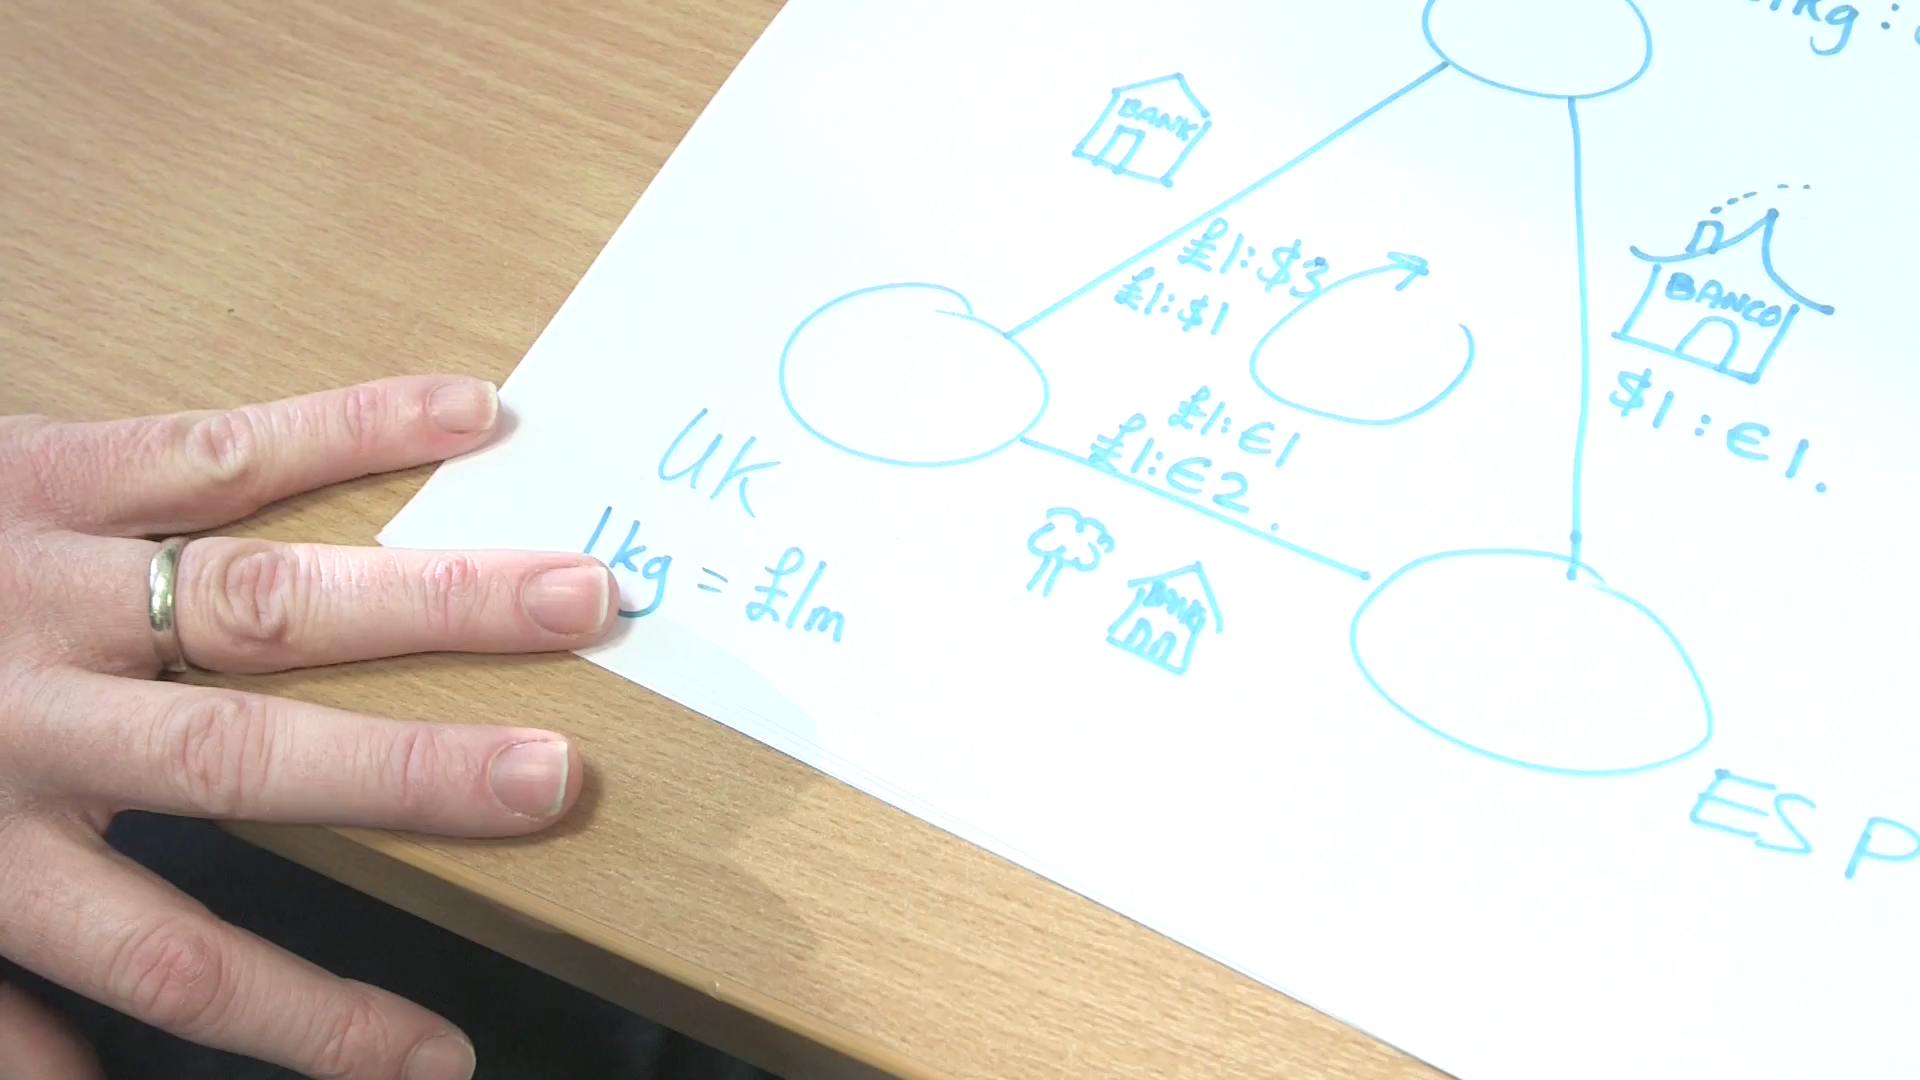 kg :
BANK
£1:$3
£1:$1
BANCO
$1:€1.
£1:€1
£1:€2.
UK
1kg = £1m
BANK
ESP